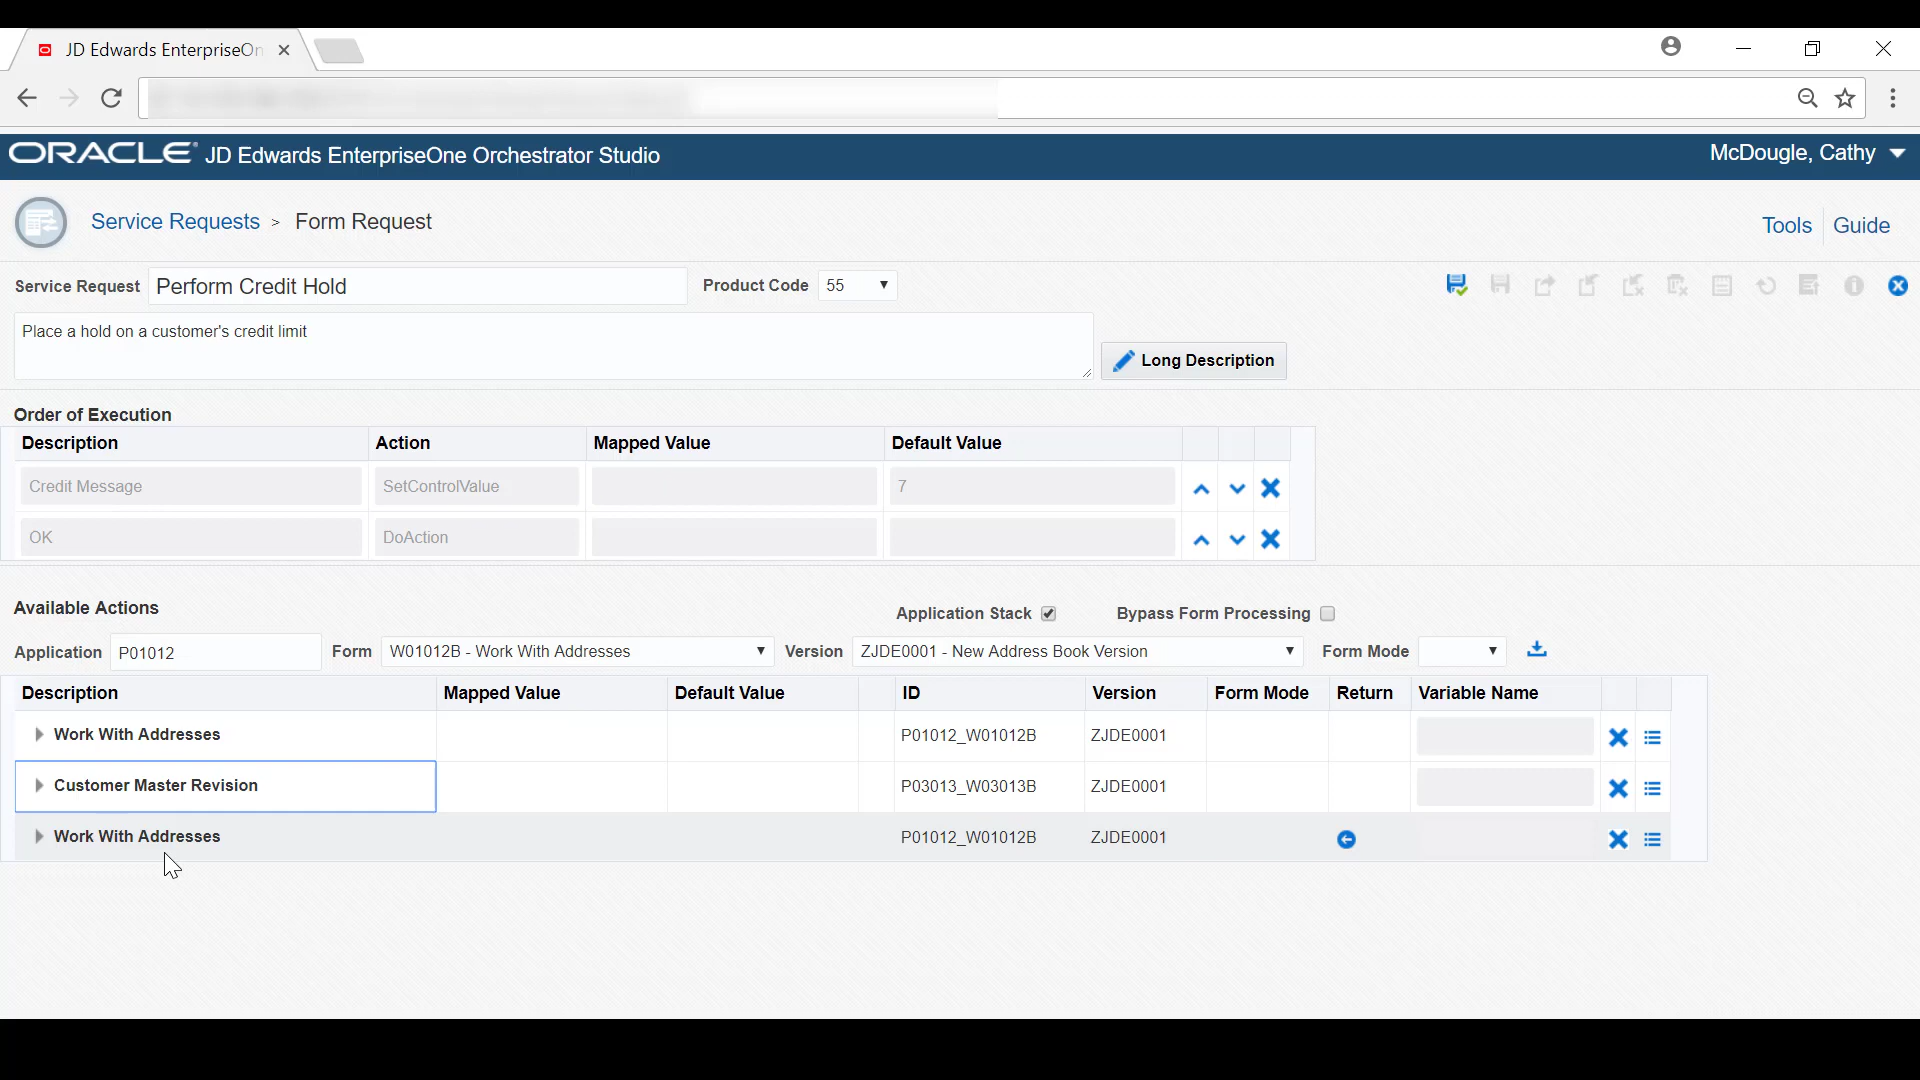 JD Edwards EnterpriseOn
ORACLE JD Edwards EnterpriseOne Orchestrator Studio
McDougle, Cathy
Service Requests > Form Request
Tools Guide
Service Request Perform Credit Hold Product Code 55
Place a hold on a customer's credit limit
Long Description
Order of Execution
Description Action Mapped Value Default Value
Credit Message SetControlValue 7
OK DoAction
Available Actions Application Stack Bypass Form Processing
Application P01012 Form W01012B - Work With Addresses Version ZJDE0001 - New Address Book Version Form Mode
Description Mapped Value Default Value ID Version Form Mode Return Variable Name
Work With Addresses P01012_W01012B ZJDE0001
Customer Master Revision P03013_W03013B ZJDE0001
Work With Addresses P01012_W01012B ZJDE0001